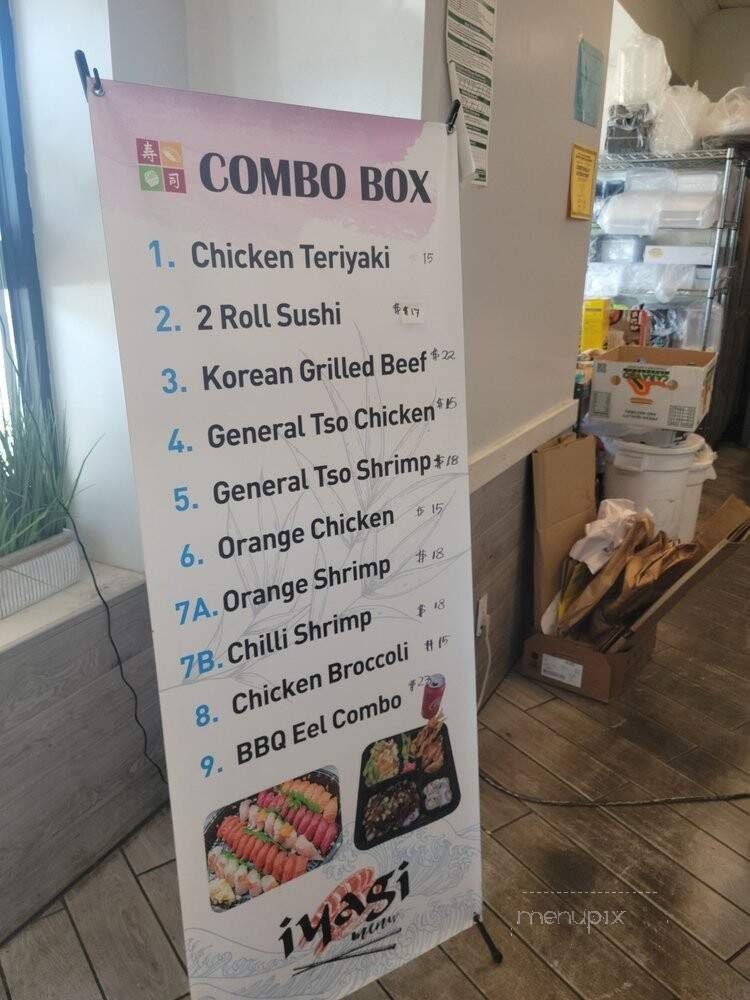 寿
司
COMBO BOX
1. Chicken Teriyaki 15
2. 2 Roll Sushi $ $17
3. Korean Grilled Beef $22
4. General Tso Chicken $15
5. General Tso Shrimp $18
6. Orange Chicken $15
7A. Orange Shrimp $18
7B. Chilli Shrimp $18
8. Chicken Broccoli $15
9. BBQ Eel Combo $23
iyagi
menu
menupix